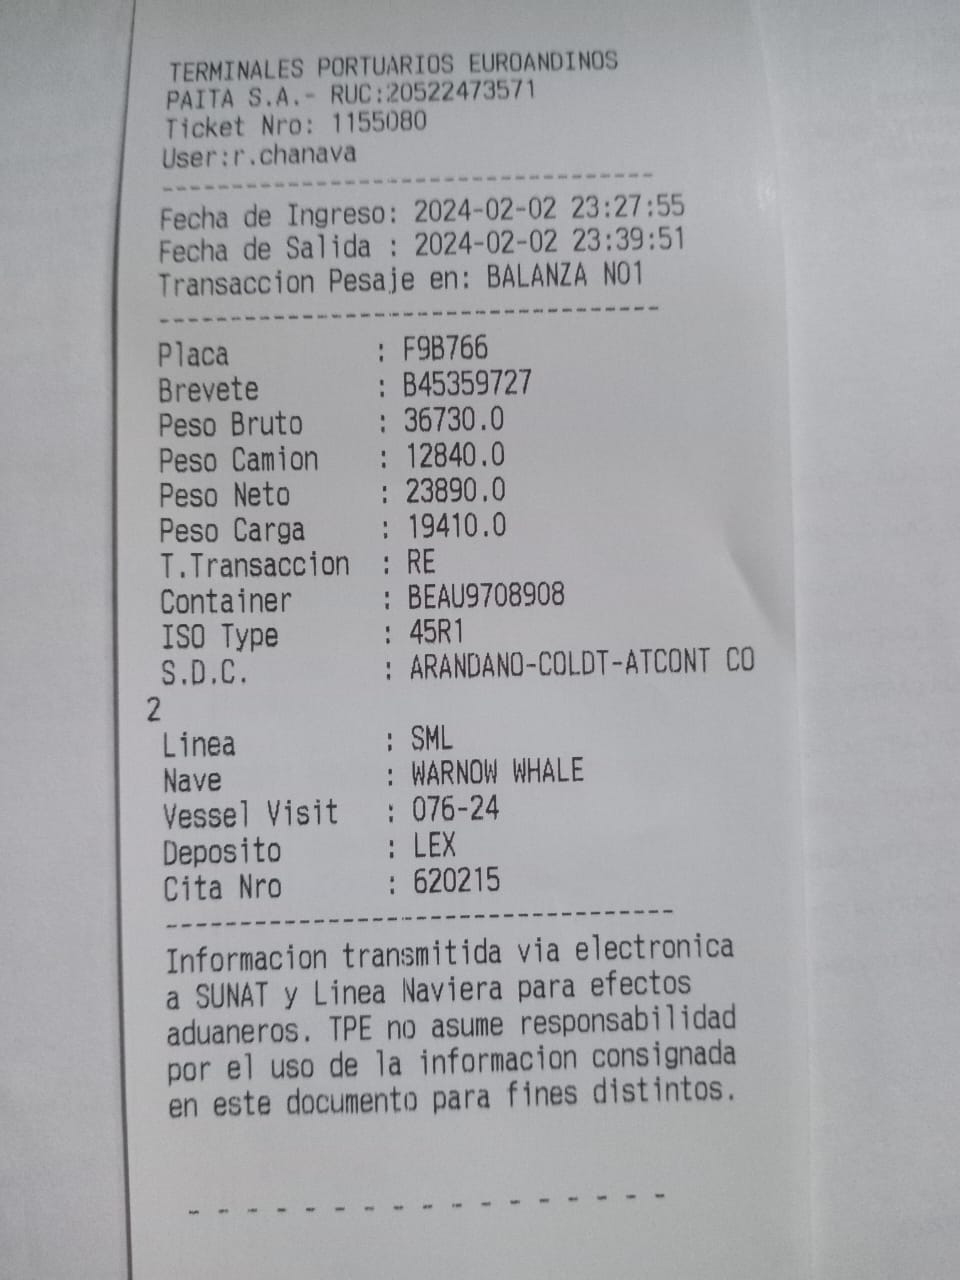 TERMINALES PORTUARIOS EUROANDINOS
PAITA S.A.- RUC:20522473571
Ticket Nro: 1155080
User:r.chanava
-----------------------------------
Fecha de Ingreso: 2024-02-02 23:27:55
Fecha de Salida : 2024-02-02 23:39:51
Transaccion Pesaje en: BALANZA NO1
-----------------------------------
Placa : F9B766
Brevete : B45359727
Peso Bruto : 36730.0
Peso Camion : 12840.0
Peso Neto : 23890.0
Peso Carga : 19410.0
T.Transaccion : RE
Container : BEAU9708908
ISO Type : 45R1
S.D.C. : ARANDANO-COLDT-ATCONT CO
2
Linea : SML
Nave : WARNOW WHALE
Vessel Visit : 076-24
Deposito : LEX
Cita Nro : 620215
-----------------------------------
Informacion transmitida via electronica
a SUNAT y Linea Naviera para efectos
aduaneros. TPE no asume responsabilidad
por el uso de la informacion consignada
en este documento para fines distintos.
- - - - - - - - - - - - - - - - -